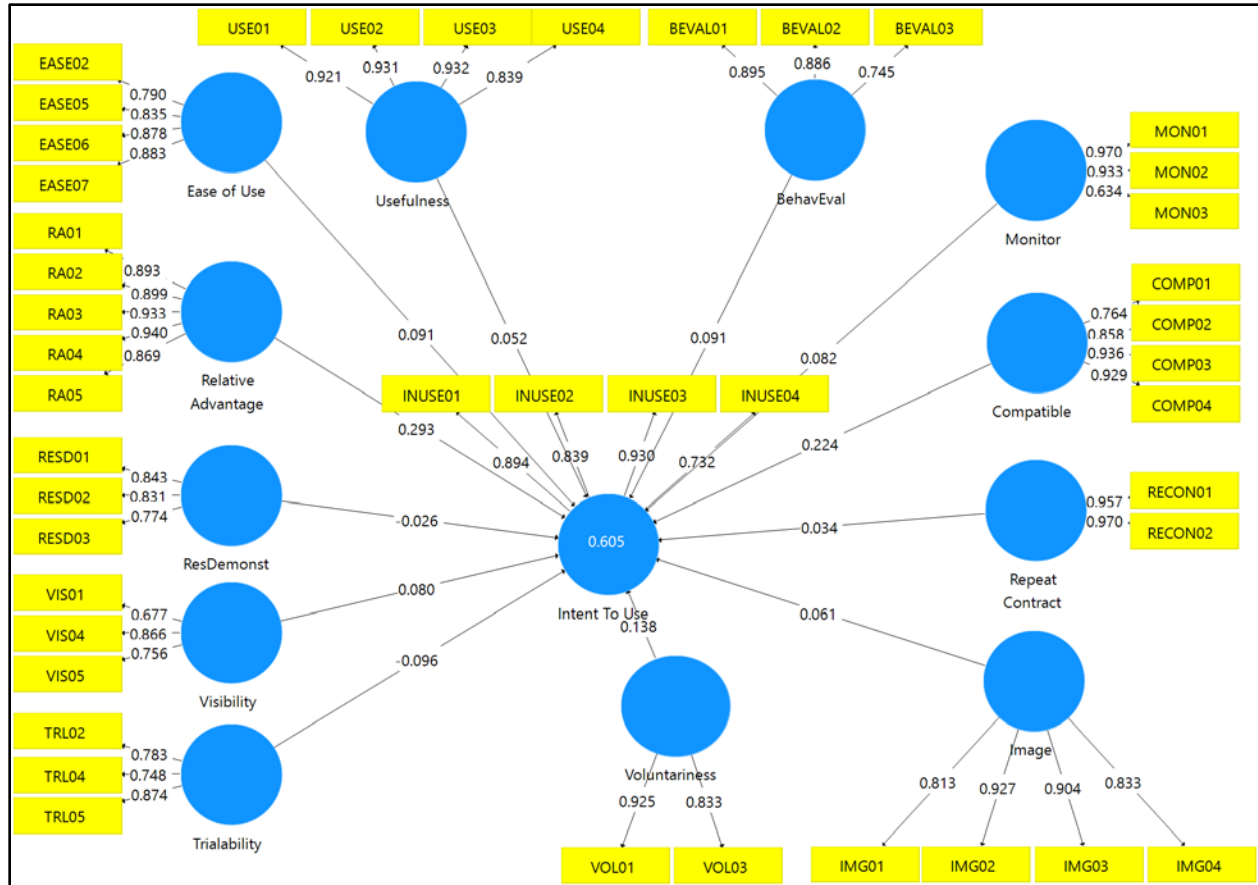 USE01
USE02
USE03
USE04
0.921
0.931
0.932
0.839
Usefulness
BEVAL01
BEVAL02
BEVAL03
0.895
0.886
0.745
BehavEval
EASE02
EASE05
EASE06
EASE07
0.790
0.835
0.878
0.883
Ease of Use
MON01
MON02
MON03
0.970
0.933
0.634
Monitor
RA01
RA02
RA03
RA04
RA05
0.893
0.899
0.933
0.940
0.869
Relative
Advantage
COMP01
COMP02
COMP03
COMP04
0.764
0.858
0.936
0.929
Compatible
0.091
0.052
0.091
0.082
INUSE01
INUSE02
INUSE03
INUSE04
0.293
0.894
0.839
0.930
0.732
0.224
RESD01
RESD02
RESD03
0.843
0.831
0.774
ResDemonst
-0.026
0.605
Intent To Use
0.034
RECON01
RECON02
0.957
0.970
Repeat
Contract
VIS01
VIS04
VIS05
0.677
0.866
0.756
Visibility
0.080
0.138
0.061
TRL02
TRL04
TRL05
0.783
0.748
0.874
Trialability
-0.096
Voluntariness
0.925
0.833
VOL01
VOL03
Image
0.813
0.927
0.904
0.833
IMG01
IMG02
IMG03
IMG04